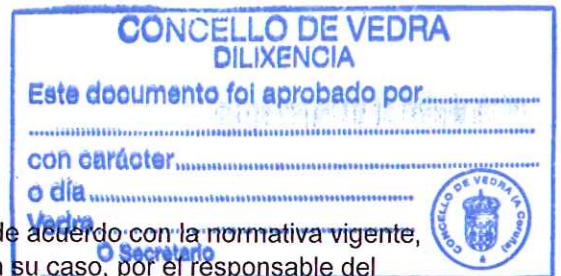 CONCELLO DE VEDRA
DILIXENCIA
Este documento foi aprobado por
con carácter
o día
Vedra
O Secretario
CONCELLO DE VEDRA (A Coruña)
de acuerdo con la normativa vigente,
su caso, por el responsable del